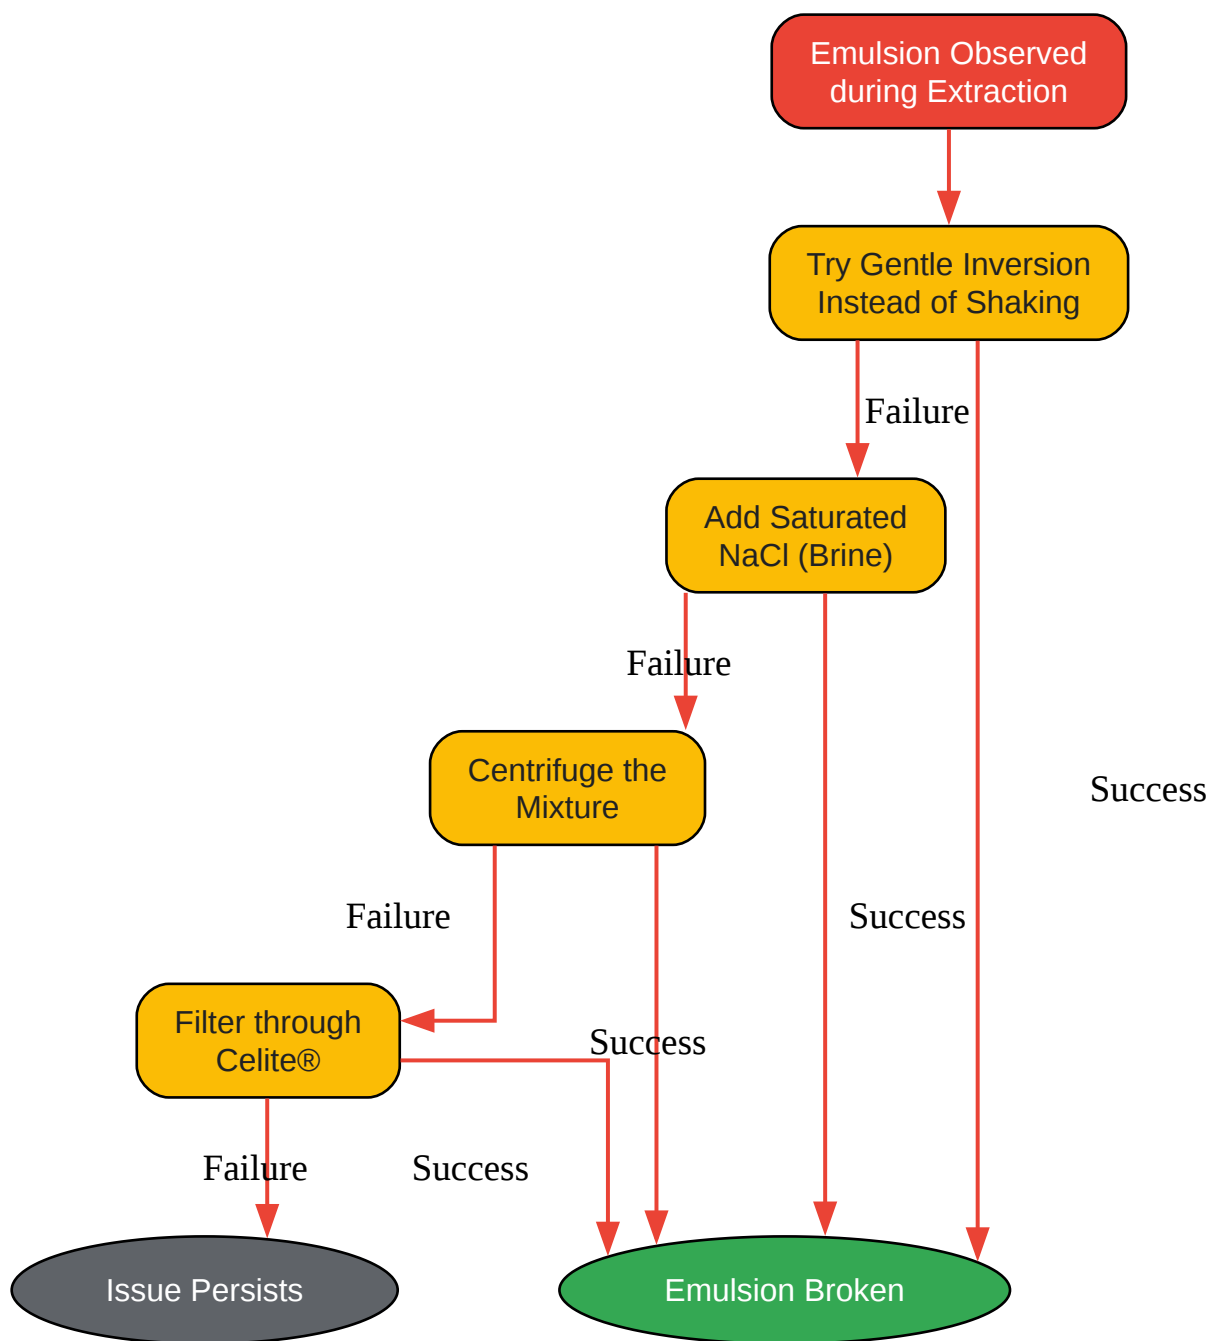 Emulsion Observed
during Extraction
Try Gentle Inversion
Instead of Shaking
Failure
Add Saturated
NaCl (Brine)
Failure
Centrifuge the
Mixture
Success
Failure
Success
Filter through
Celite®
Success
Failure
Success
Issue Persists
Emulsion Broken